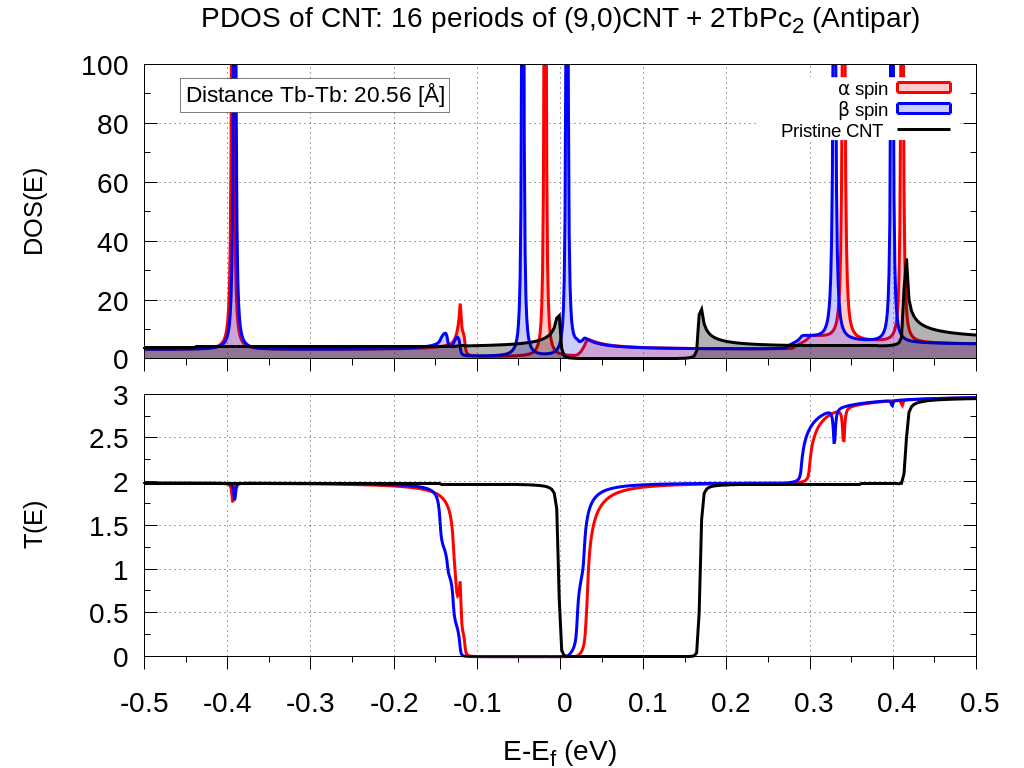 PDOS of CNT: 16 periods of (9,0)CNT + 2TbPc2 (Antipar)
100
80
60
40
20
0
DOS(E)
Distance Tb-Tb: 20.56 [Å]
α spin
β spin
Pristine CNT
3
2.5
2
1.5
1
0.5
0
T(E)
-0.5 -0.4 -0.3 -0.2 -0.1 0 0.1 0.2 0.3 0.4 0.5
E-Ef (eV)